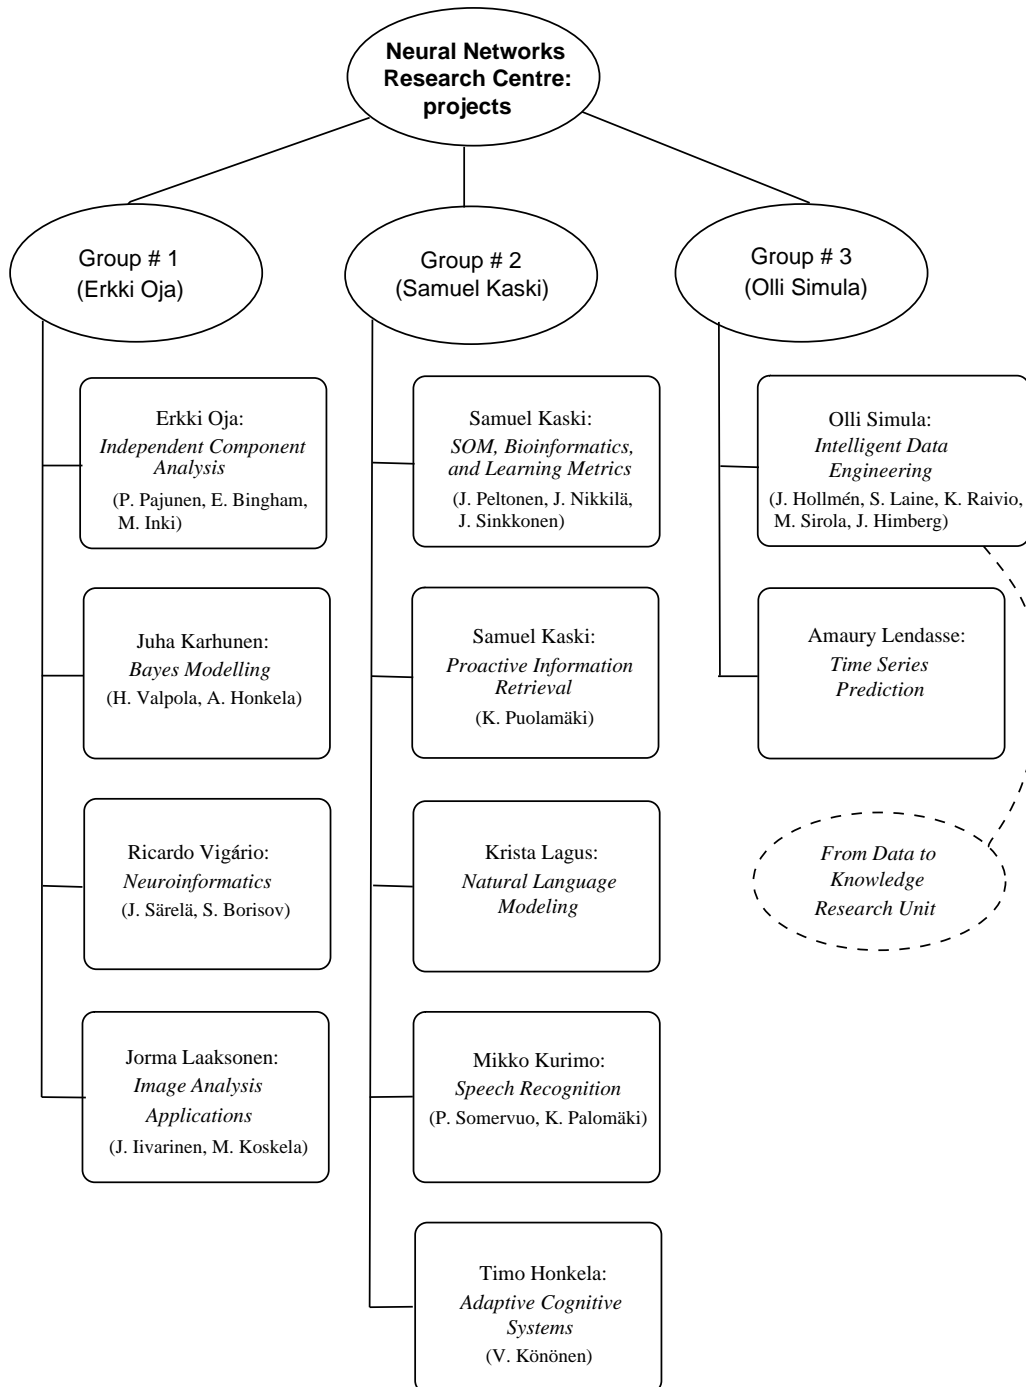 Neural Networks
Research Centre:
projects
Group # 1
(Erkki Oja)
Group # 2
(Samuel Kaski)
Group # 3
(Olli Simula)
Erkki Oja:
Independent Component
Analysis
(P. Pajunen, E. Bingham,
M. Inki)
Juha Karhunen:
Bayes Modelling
(H. Valpola, A. Honkela)
Ricardo Vigário:
Neuroinformatics
(J. Särelä, S. Borisov)
Jorma Laaksonen:
Image Analysis
Applications
(J. Iivarinen, M. Koskela)
Samuel Kaski:
SOM, Bioinformatics,
and Learning Metrics
(J. Peltonen, J. Nikkilä,
J. Sinkkonen)
Samuel Kaski:
Proactive Information
Retrieval
(K. Puolamäki)
Krista Lagus:
Natural Language
Modeling
Mikko Kurimo:
Speech Recognition
(P. Somervuo, K. Palomäki)
Timo Honkela:
Adaptive Cognitive
Systems
(V. Könönen)
Olli Simula:
Intelligent Data
Engineering
(J. Hollmén, S. Laine, K. Raivio,
M. Sirola, J. Himberg)
Amaury Lendasse:
Time Series
Prediction
From Data to
Knowledge
Research Unit